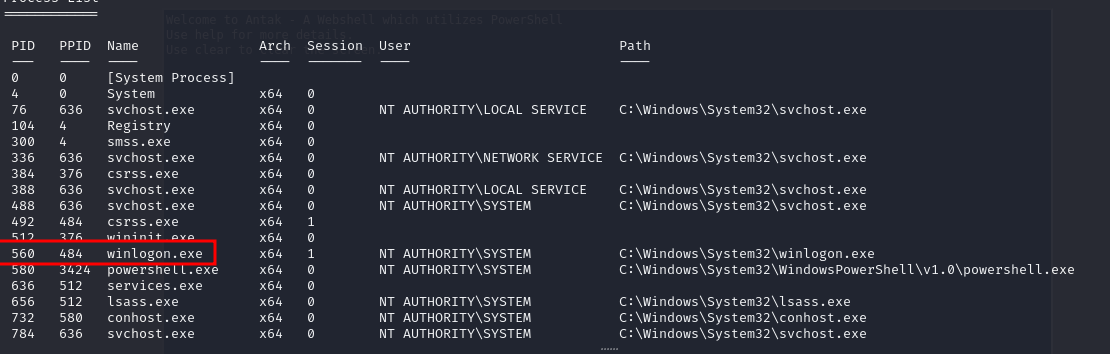 Process List
Welcome to Antak - A Webshell which utilizes PowerShell
Use help for more details
Use clear to
PID PPID Name Arch Session User Path
0 0 [System Process]
4 0 System x64 0
76 636 svchost.exe x64 0 NT AUTHORITY\LOCAL SERVICE C:\Windows\System32\svchost.exe
104 4 Registry x64 0
300 4 smss.exe x64 0
336 636 svchost.exe x64 0 NT AUTHORITY\NETWORK SERVICE C:\Windows\System32\svchost.exe
384 376 csrss.exe x64 0
388 636 svchost.exe x64 0 NT AUTHORITY\LOCAL SERVICE C:\Windows\System32\svchost.exe
488 636 svchost.exe x64 0 NT AUTHORITY\SYSTEM C:\Windows\System32\svchost.exe
492 484 csrss.exe x64 1
512 376 wininit.exe x64 0
560 484 winlogon.exe x64 1 NT AUTHORITY\SYSTEM C:\Windows\System32\winlogon.exe
580 3424 powershell.exe x64 0 NT AUTHORITY\SYSTEM C:\Windows\System32\WindowsPowerShell\v1.0\powershell.exe
636 512 services.exe x64 0
656 512 lsass.exe x64 0 NT AUTHORITY\SYSTEM C:\Windows\System32\lsass.exe
732 580 conhost.exe x64 0 NT AUTHORITY\SYSTEM C:\Windows\System32\conhost.exe
784 636 svchost.exe x64 0 NT AUTHORITY\SYSTEM C:\Windows\System32\svchost.exe